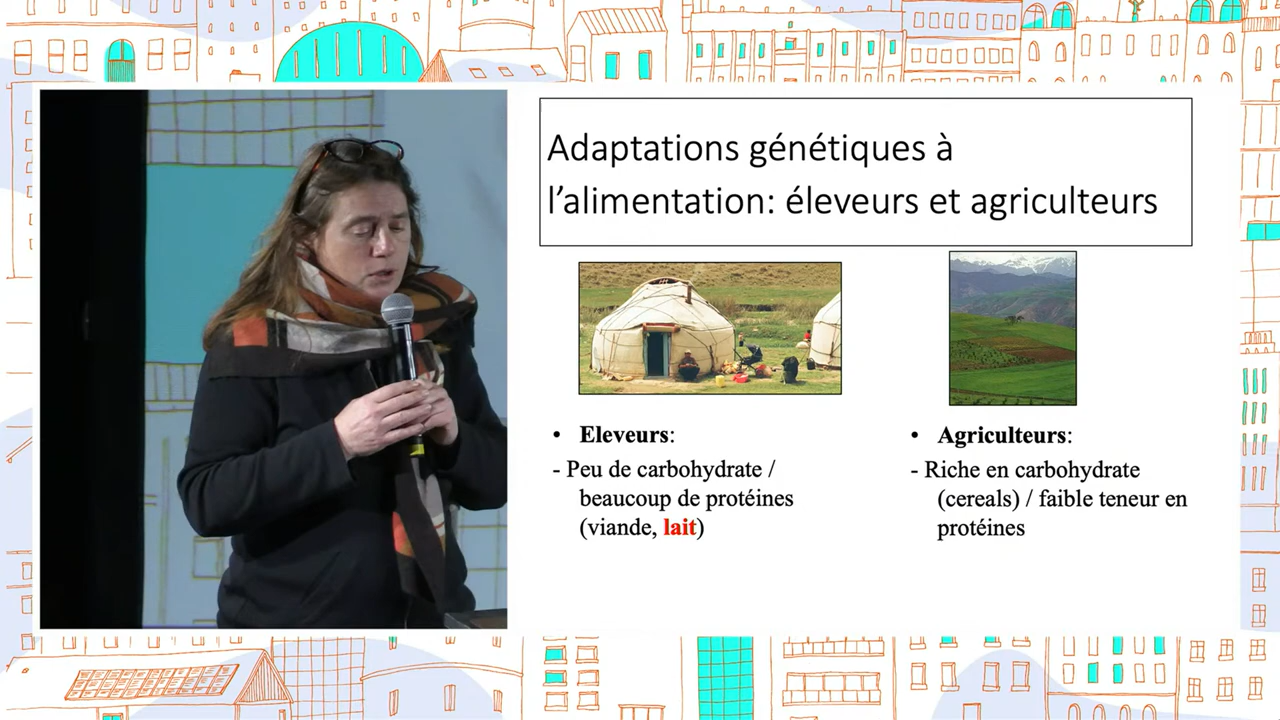 Adaptations génétiques à
l’alimentation: éleveurs et agriculteurs
• Eleveurs:
- Peu de carbohydrate /
beaucoup de protéines
(viande, lait)
• Agriculteurs:
- Riche en carbohydrate
(cereals) / faible teneur en
protéines